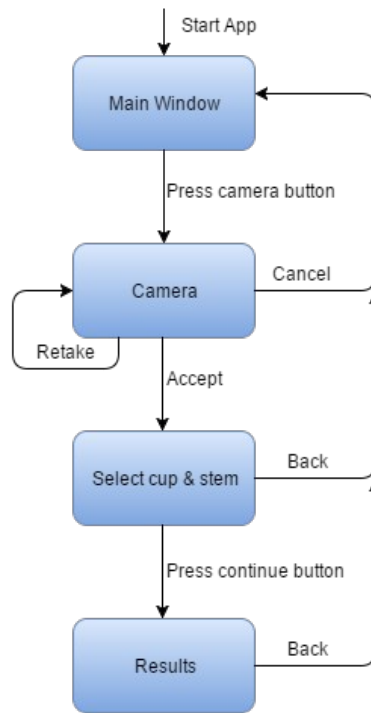 Start App
Main Window
Press camera button
Camera
Cancel
Retake
Accept
Select cup & stem
Back
Press continue button
Results
Back